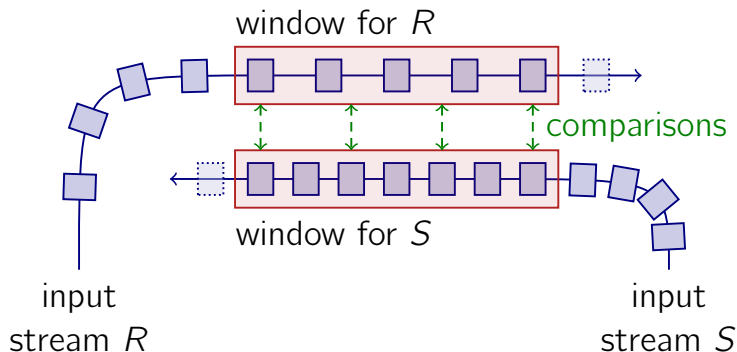 window for R
comparisons
window for S
input
stream R
input
stream S